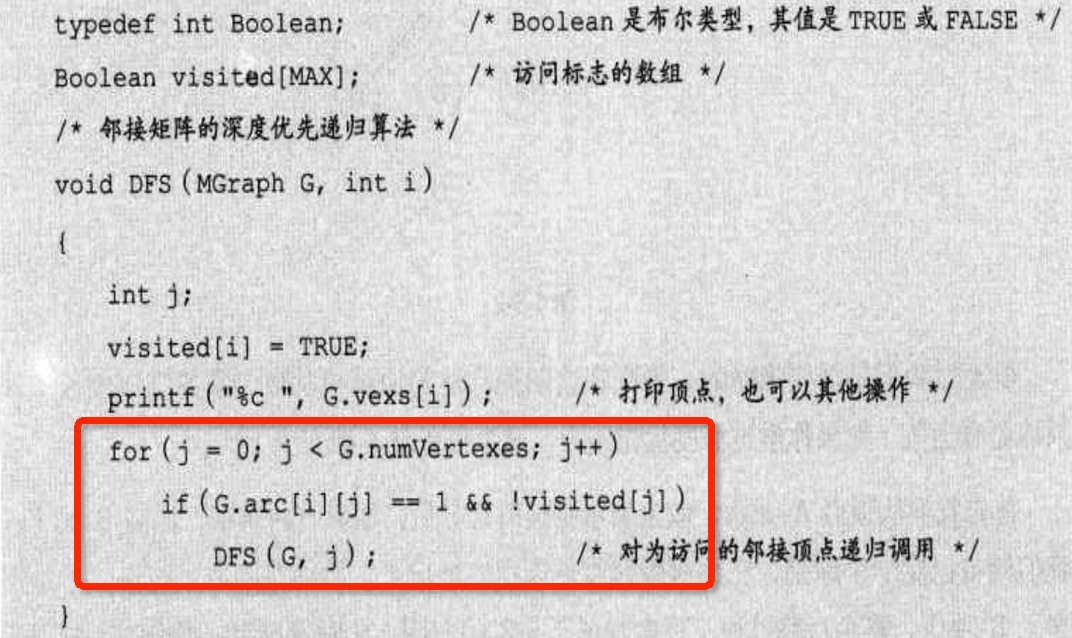 typedef int Boolean; /* Boolean 是布尔类型，其值是 TRUE 或 FALSE */
Boolean visited[MAX]; /* 访问标志的数组 */
/* 邻接矩阵的深度优先递归算法 */
void DFS (MGraph G, int i)
{
int j;
visited[i] = TRUE;
printf ("%c ", G.vexs[i]); /* 打印顶点，也可以其他操作 */
for (j = 0; j < G.numVertexes; j++)
if (G.arc[i][j] == 1 && !visited[j])
DFS (G, j); /* 对为访问的邻接顶点递归调用 */
}